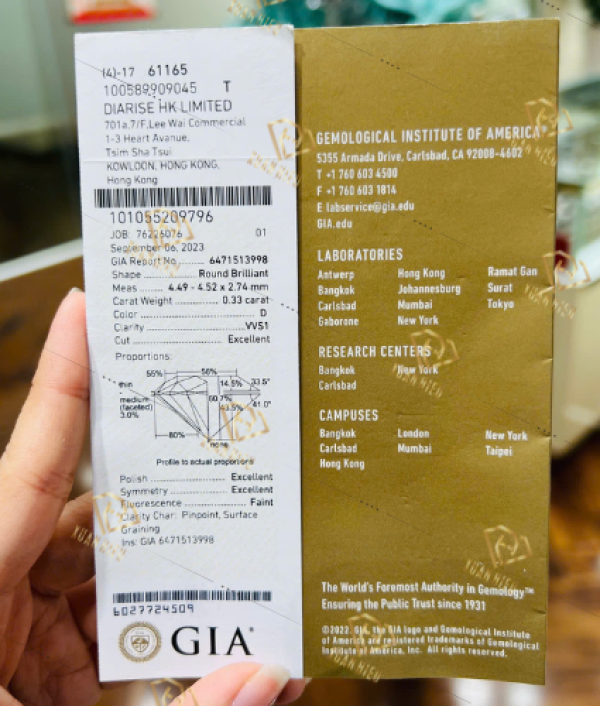 (4)-17 61165
100589909045 T
DIARISE HK LIMITED
701a,7/F,Lee Wai Commercial
1-3 Heart Avanue,
Tsim Sha Tsui
KOWLOON, HONG KONG,
Hong Kong
101055209796
JOB: 76226076 01
September 06, 2023
GIA Report No. 6471513998
Shape Round Brilliant
Meas 4.49 - 4.52 x 2.74 mm
Carat Weight 0.33 carat
Color D
Clarity VVS1
Cut Excellent
Proportions:
55% 56%
thin 14.5% 33.5°
medium
(faceted) 60.7%
3.0% 43.5% 41.0°
80%
none
Profile to actual proportions
Polish Excellent
Symmetry Excellent
Fluorescence Faint
Clarity Char: Pinpoint, Surface
Graining
Ins: GIA 6471513998
6027724509
GIA®
GEMOLOGICAL INSTITUTE OF AMERICA®
5355 Armada Drive, Carlsbad, CA 92008-4602
T +1 760 603 4500
F +1 760 603 1814
E labservice@gia.edu
GIA.edu
LABORATORIES
Antwerp Hong Kong Ramat Gan
Bangkok Johannesburg Surat
Carlsbad Mumbai Tokyo
Gaborone New York
RESEARCH CENTERS
Bangkok New York
Carlsbad
CAMPUSES
Bangkok London New York
Carlsbad Mumbai Taipei
Hong Kong
The World's Foremost Authority in Gemology™
Ensuring the Public Trust since 1931
©2022. GIA, the GIA logo and Gemological Institute
of America are registered trademarks of Gemological
Institute of America, Inc. All rights reserved.
XUAN HIEU